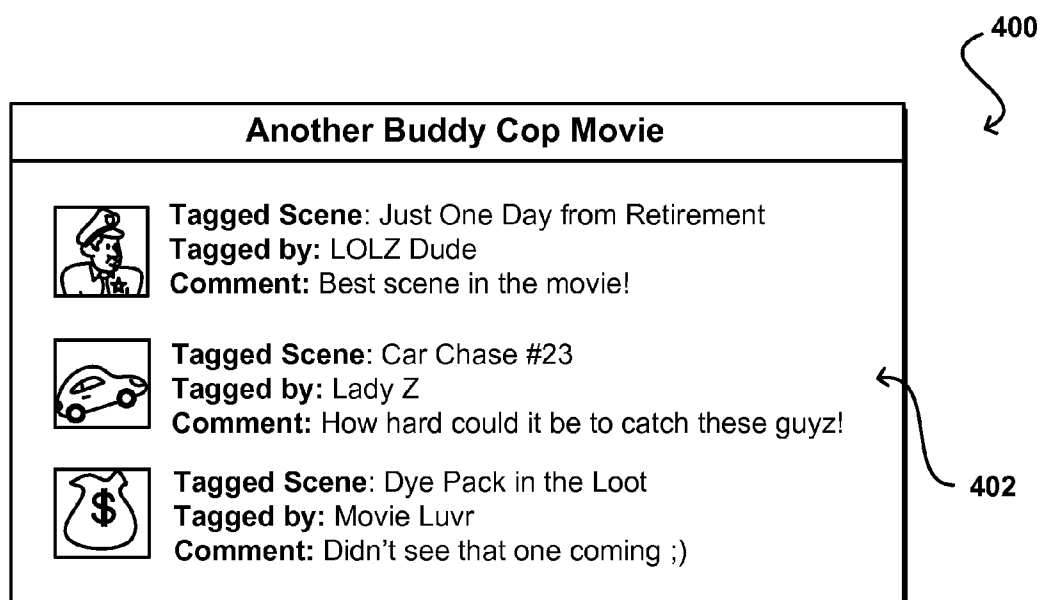 400
Another Buddy Cop Movie
Tagged Scene: Just One Day from Retirement
Tagged by: LOLZ Dude
Comment: Best scene in the movie!
Tagged Scene: Car Chase #23
Tagged by: Lady Z
Comment: How hard could it be to catch these guyz!
402
$
Tagged Scene: Dye Pack in the Loot
Tagged by: Movie Luvr
Comment: Didn't see that one coming ;)